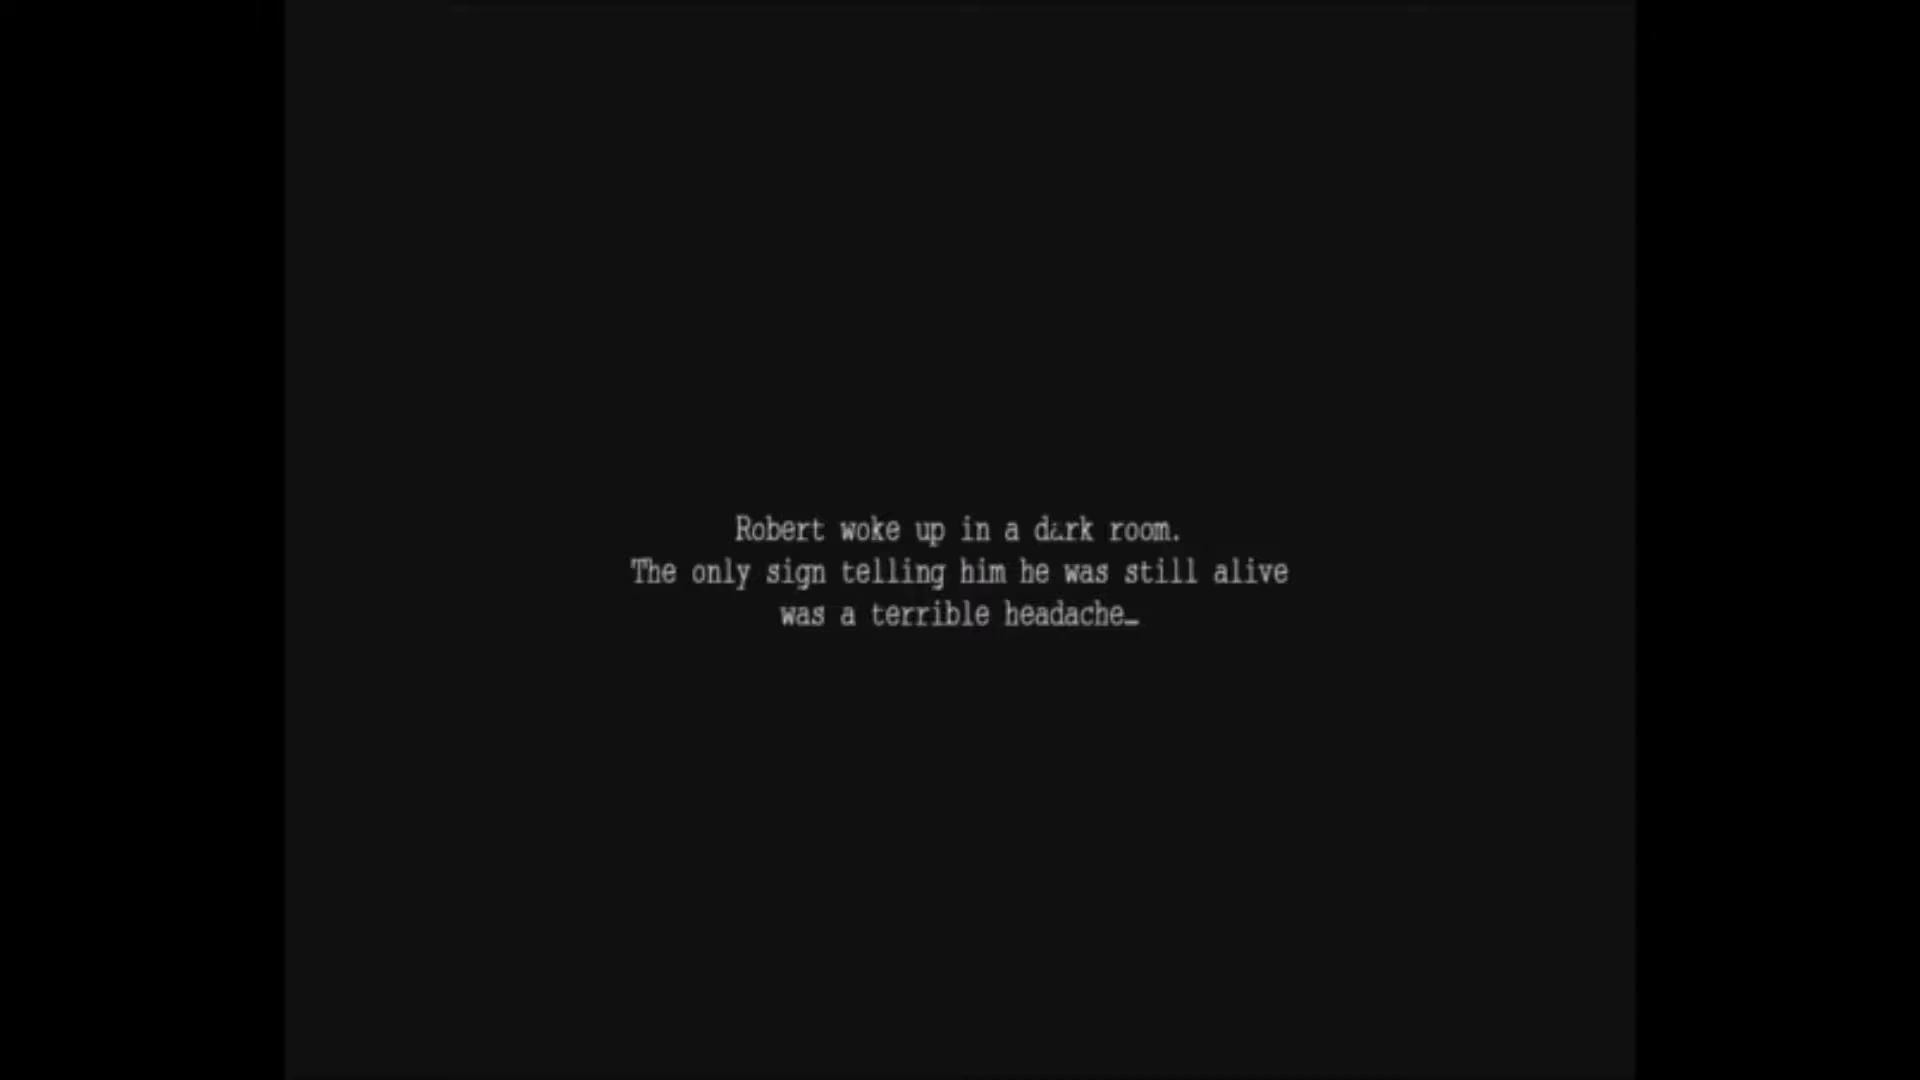 Robert woke up in a dark room.
The only sign telling him he was still alive
was a terrible headache…